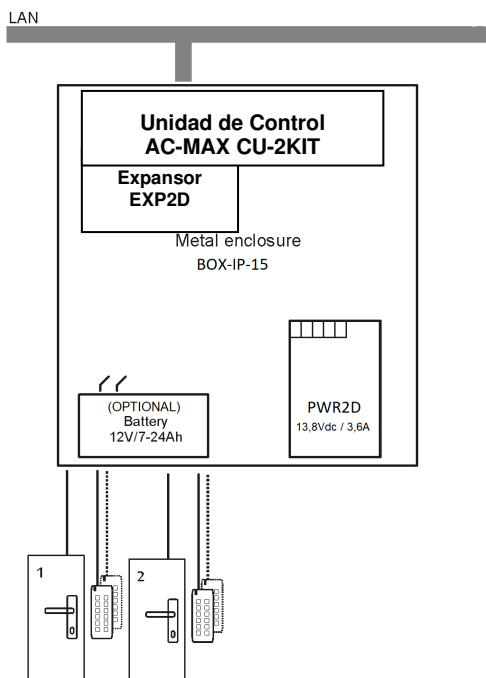 LAN
Unidad de Control
AC-MAX CU-2KIT
Expansor
EXP2D
Metal enclosure
BOX-IP-15
(OPTIONAL)
Battery
12V/7-24Ah
PWR2D
13,8Vdc / 3,6A
1
2